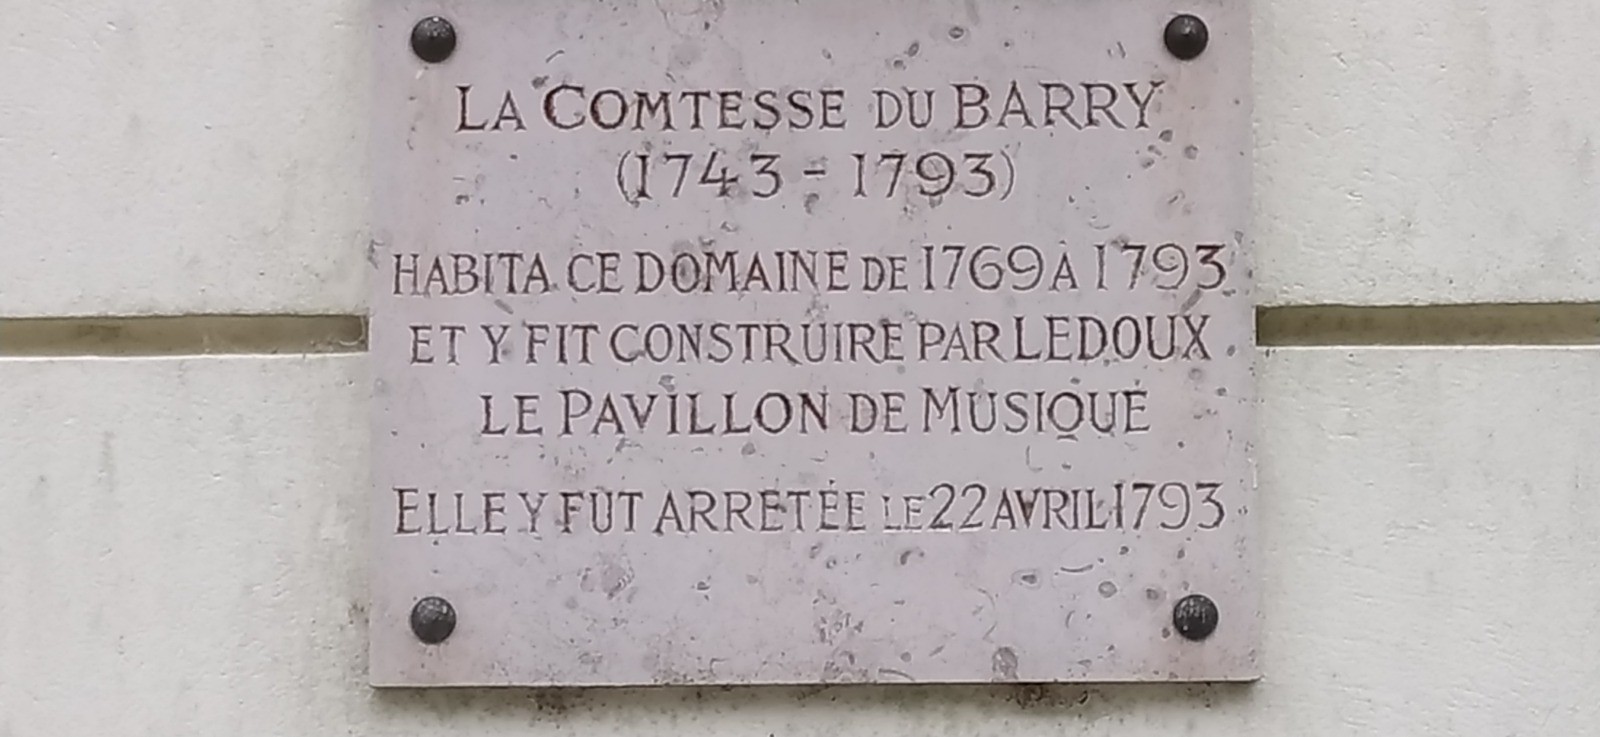 LA COMTESSE DU BARRY
(1743 - 1793)
HABITA CE DOMAINE DE 1769 À 1793
ET Y FIT CONSTRUIRE PAR LEDOUX
LE PAVILLON DE MUSIQUE
ELLE Y FUT ARRETÉE LE 22 AVRIL 1793